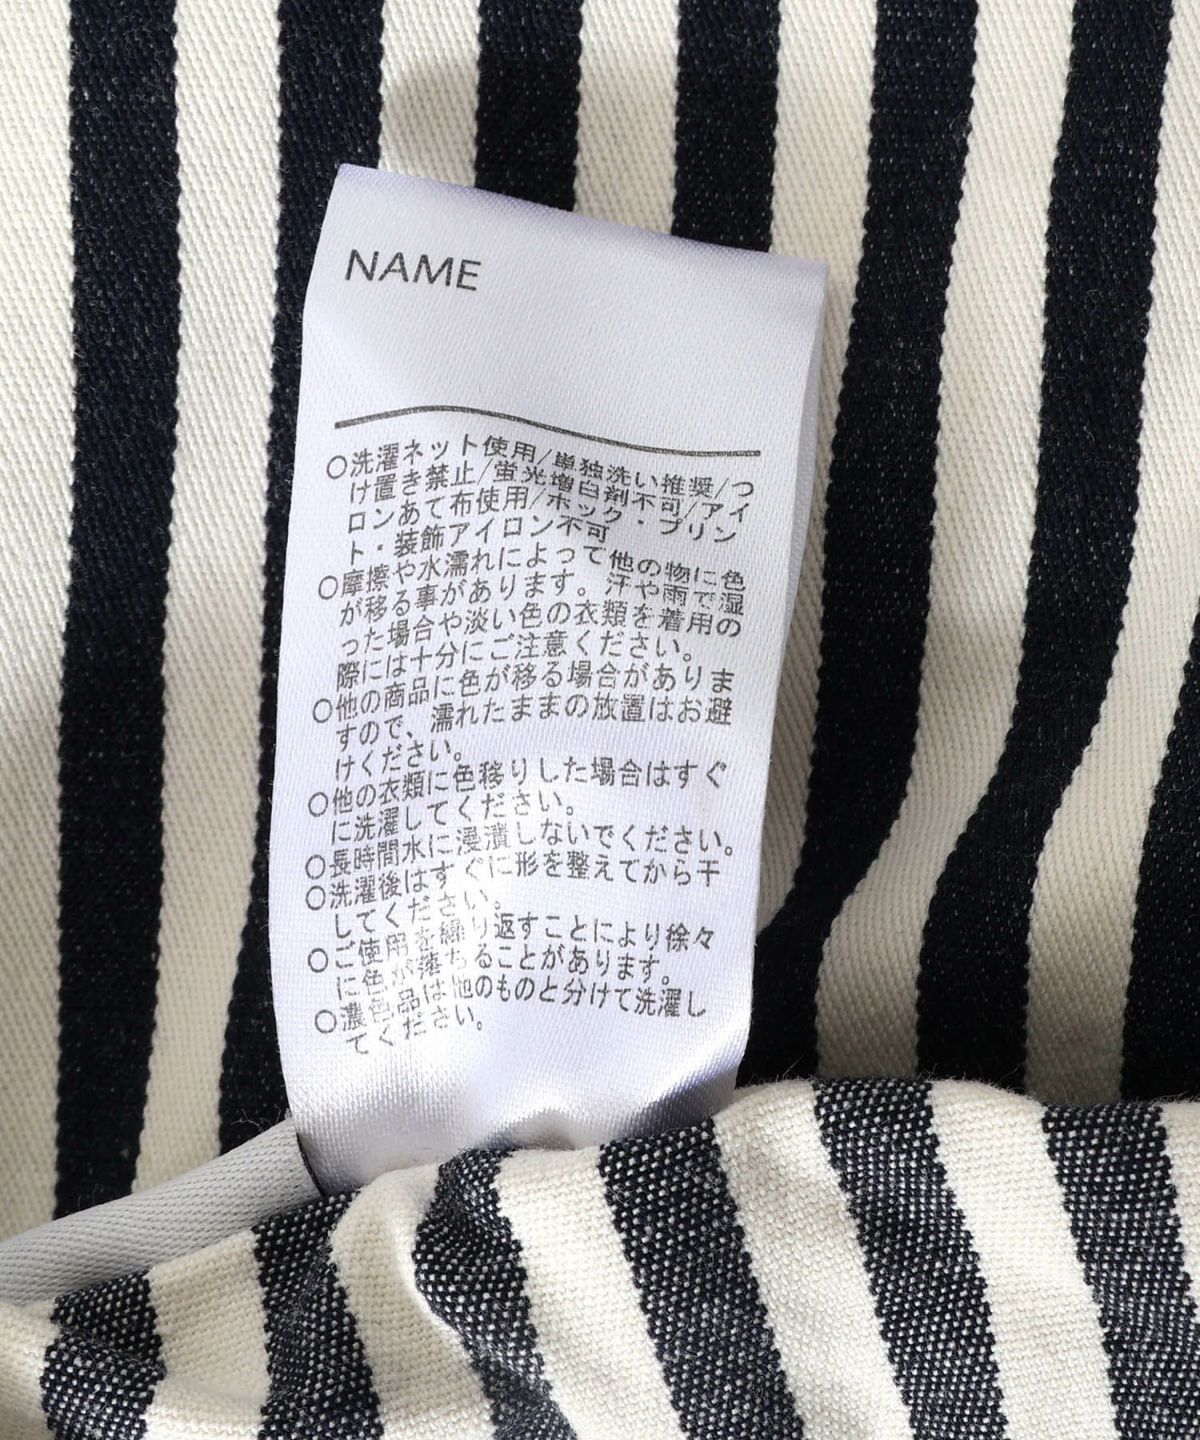 NAME
○洗濯ネット使用/単独洗い推奨/つ
け置き禁止/蛍光増白剤不可/アイ
ロンあて布使用/ホック・プリン
ト・装飾アイロン不可
○摩擦や水濡れによって他の物に色
が移る事があります。汗や雨で湿
った場合や淡い色の衣類を着用の
際には十分にご注意ください。
○他の商品に色が移る場合がありま
すので、濡れたままの放置はお避
けください。
○他の衣類に色移りした場合はすぐ
に洗濯してください。
○長時間水に浸漬しないでください。
○洗濯後はすぐに形を整えてから干
してください。
○ご使用を繰り返すことにより徐々
に色が落ちることがあります。
○濃色品は他のものと分けて洗濯し
てください。